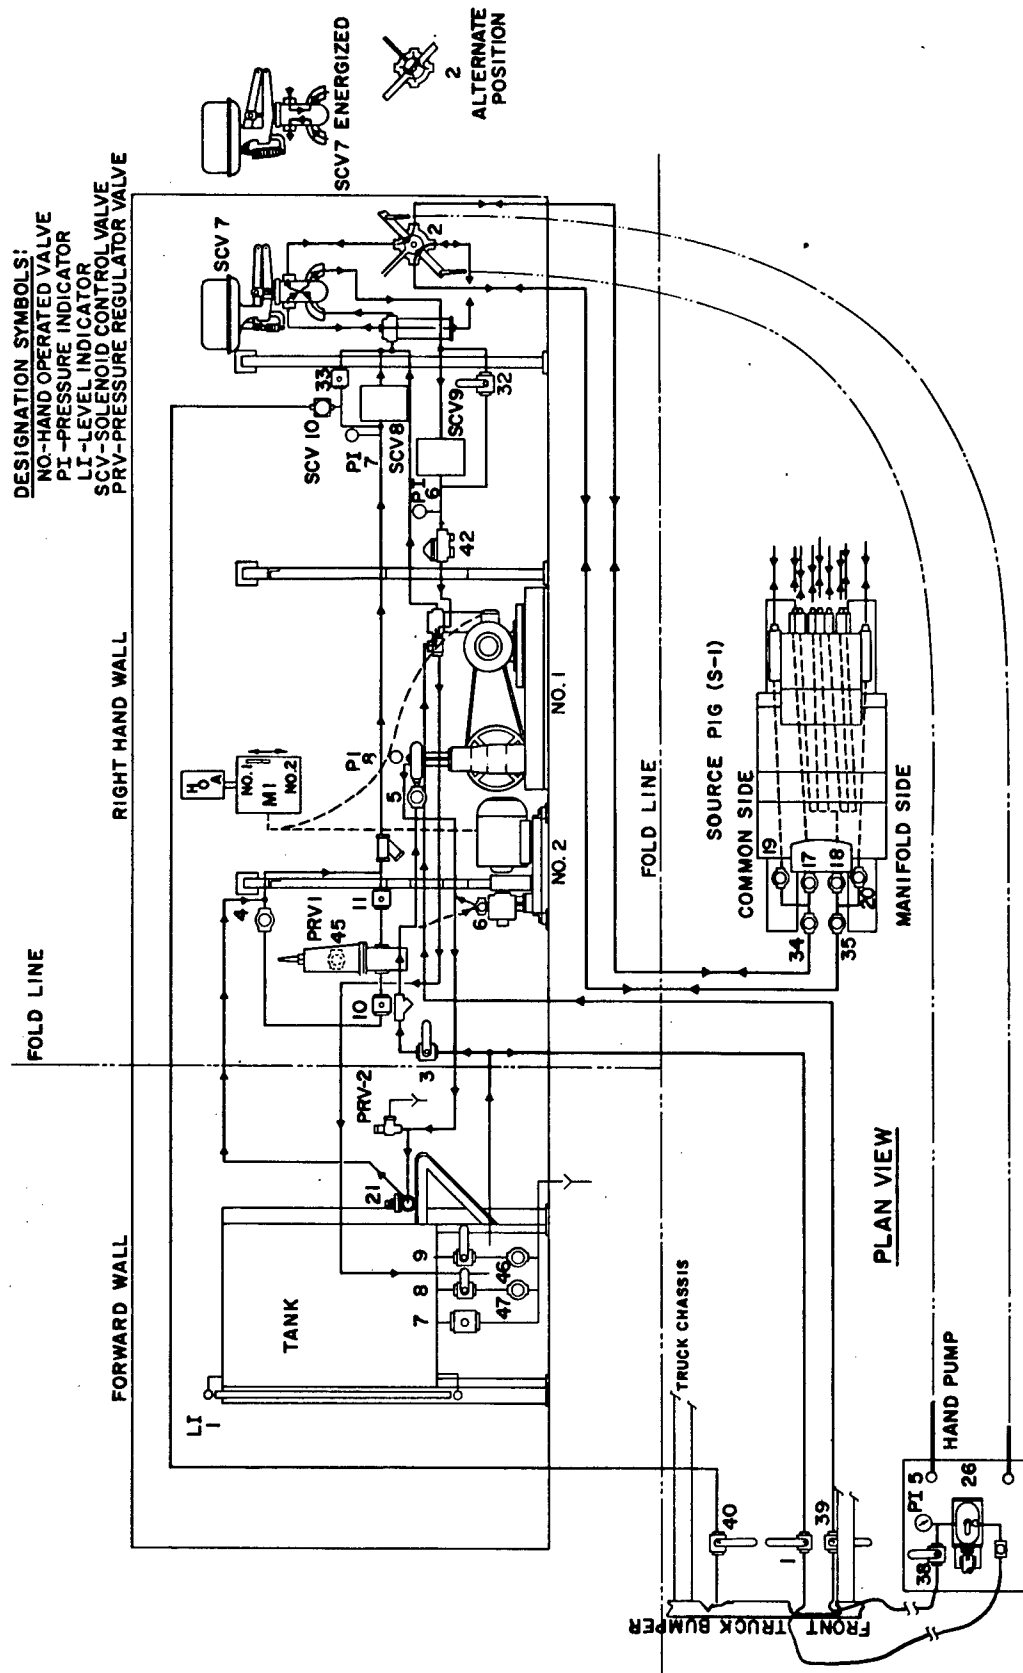 DESIGNATION SYMBOLS:
NO.-HAND OPERATED VALVE
PI-PRESSURE INDICATOR
LI-LEVEL INDICATOR
SCV-SOLENOID CONTROL VALVE
PRV-PRESSURE REGULATOR VALVE
FORWARD WALL
FOLD LINE
RIGHT HAND WALL
LI
1
TANK
7
8
9
47
46
21
PRV-2
3
10
PRV1
45
11
4
6
NO. 2
H
O
A
NO. 1
M1
NO. 2
5
PI
8
NO. 1
42
PI
6
SCV 10
PI
7
33
SCV8
SCV9
32
SCV 7
2
SCV7 ENERGIZED
2
ALTERNATE
POSITION
FOLD LINE
SOURCE PIG (S-1)
COMMON SIDE
19
17
18
20
34
35
MANIFOLD SIDE
PLAN VIEW
TRUCK CHASSIS
40
1
39
FRONT TRUCK BUMPER
HAND PUMP
PI 5
26
38